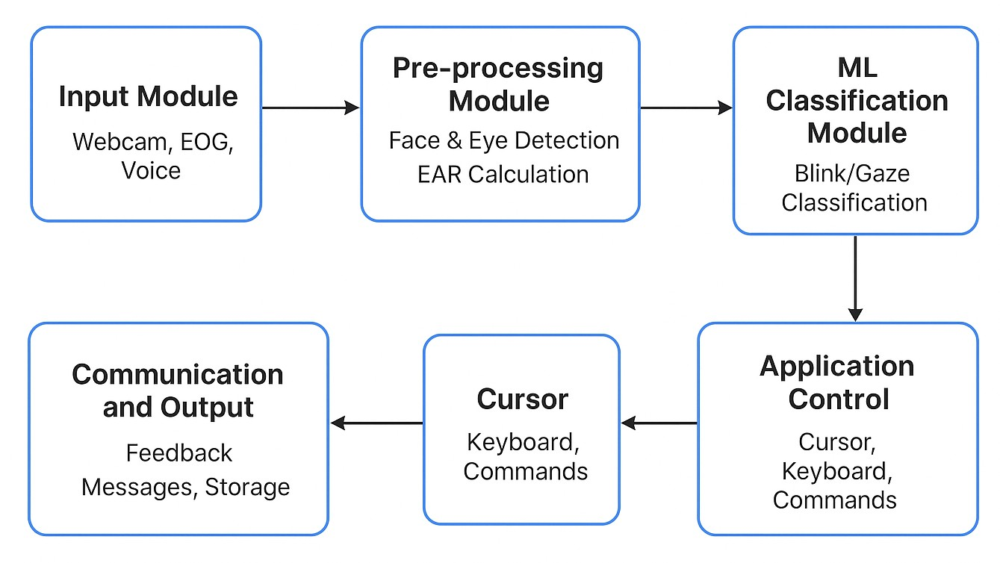 Input Module
Webcam, EOG,
Voice
Pre-processing
Module
Face & Eye Detection
EAR Calculation
ML
Classification
Module
Blink/Gaze
Classification
Application
Control
Cursor,
Keyboard,
Commands
Cursor
Keyboard,
Commands
Communication
and Output
Feedback
Messages, Storage